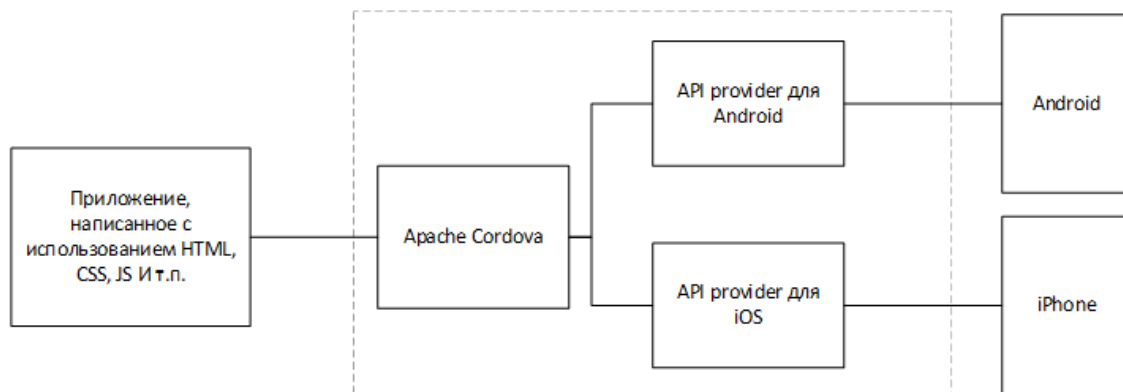 Приложение,
написанное с
использованием HTML,
CSS, JS И т.п.
Apache Cordova
API provider для
Android
API provider для
iOS
Android
iPhone